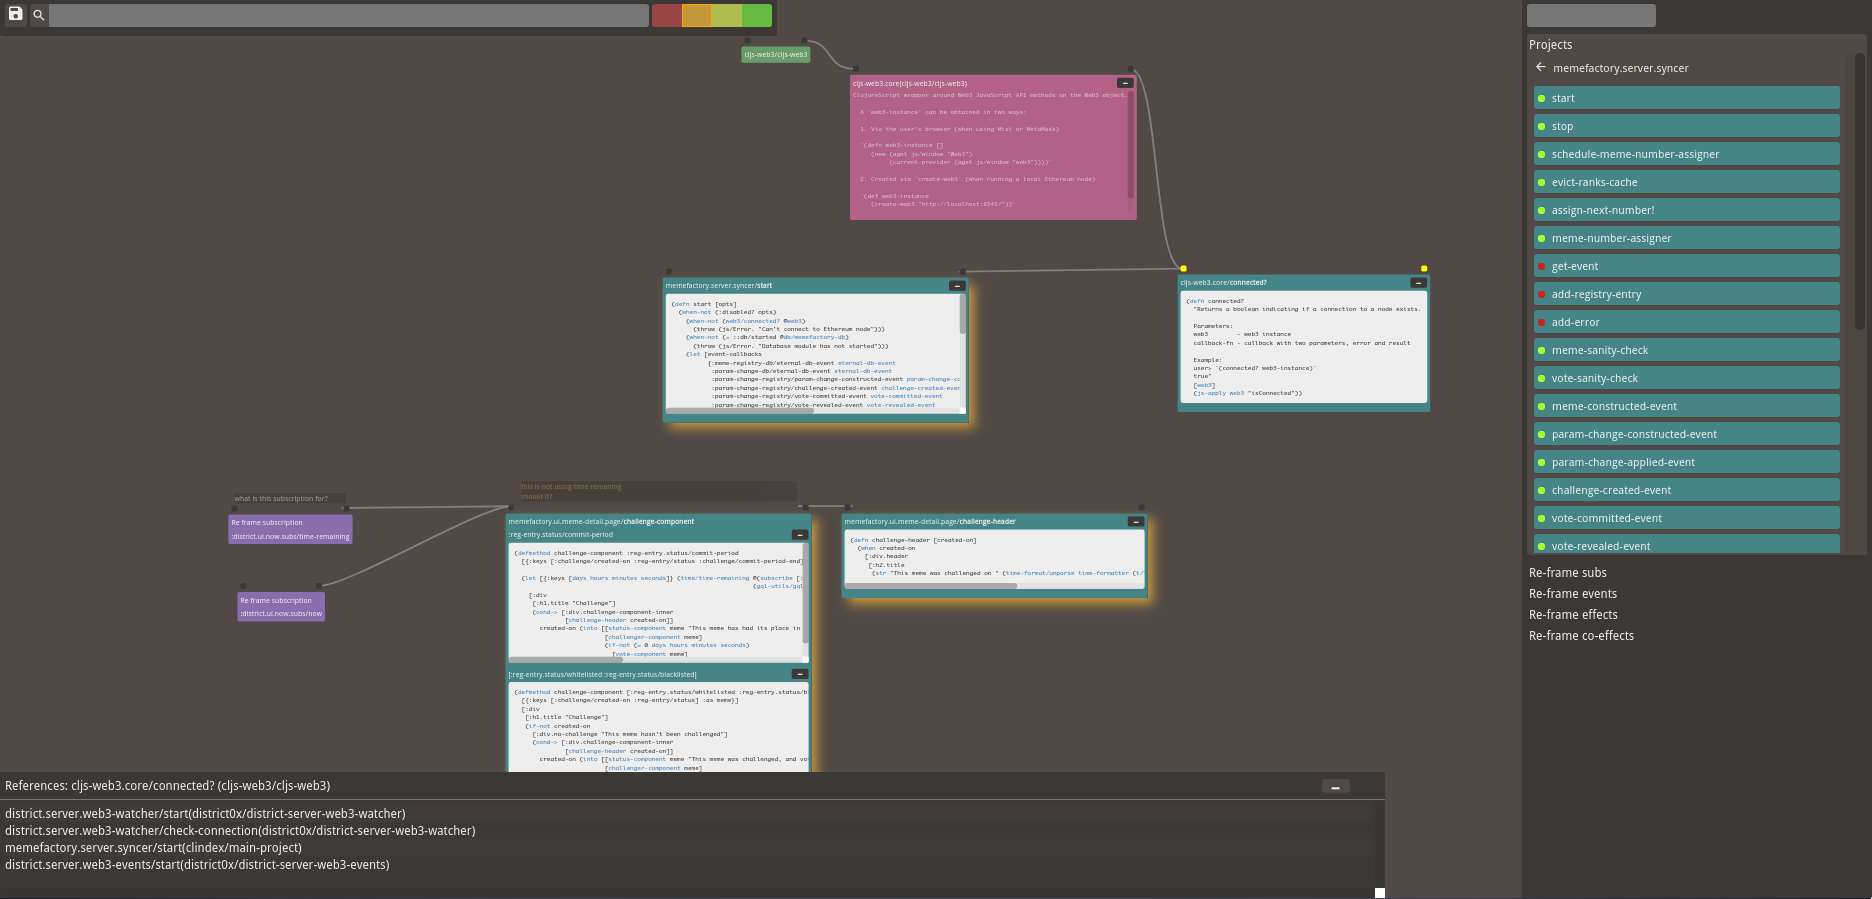 cljs-web3/cljs-web3
cljs-web3.core(cljs-web3/cljs-web3)
ClojureScript wrapper around Web3 JavaScript API methods on the Web3 object.
A `web3-instance` can be obtained in two ways:
1. Via the user's browser (when using Mist or MetaMask)
`(defn web3-instance []
(new (aget js/window "Web3")
(current-provider (aget js/window "web3"))))`
2. Created via `create-web3` (when running a local Ethereum node)
`(def web3-instance
(create-web3 "http://localhost:8545/"))`
memefactory.server.syncer/start
(defn start [opts]
(when-not (:disabled? opts)
(when-not (web3/connected? @web3)
(throw (js/Error. "Can't connect to Ethereum node")))
(when-not (= ::db/started @db/memefactory-db)
(throw (js/Error. "Database module has not started")))
(let [event-callbacks
{:meme-registry-db/eternal-db-event eternal-db-event
:param-change-db/eternal-db-event eternal-db-event
:param-change-registry/param-change-constructed-event param-change-co
:param-change-registry/challenge-created-event challenge-created-even
:param-change-registry/vote-committed-event vote-committed-event
:param-change-registry/vote-revealed-event vote-revealed-event
cljs-web3.core/connected?
(defn connected?
"Returns a boolean indicating if a connection to a node exists.
Parameters:
web3 - web3 instance
callback-fn - callback with two parameters, error and result
Example:
user> `(connected? web3-instance)`
true"
[web3]
(js-apply web3 "isConnected"))
what is this subscription for?
Re frame subscription
:district.ui.now.subs/time-remaining
Re frame subscription
:district.ui.now.subs/now
this is not using time remaning
should it?
memefactory.ui.meme-detail.page/challenge-component
:reg-entry.status/commit-period
(defmethod challenge-component :reg-entry.status/commit-period
[{:keys [:challenge/created-on :reg-entry/status :challenge/commit-period-end]
(let [{:keys [days hours minutes seconds]} (time/time-remaining @(subscribe [:
(gql-utils/gql
[:div
[:h1.title "Challenge"]
(cond-> [:div.challenge-component-inner
[challenge-header created-on]]
created-on (into [[status-component meme "This meme has had its place in
[challenger-component meme]
(if-not (= 0 days hours minutes seconds)
[vote-component meme]
[:reg-entry.status/whitelisted :reg-entry.status/blacklisted]
(defmethod challenge-component [:reg-entry.status/whitelisted :reg-entry.status/b
[{:keys [:challenge/created-on :reg-entry/status] :as meme}]
[:div
[:h1.title "Challenge"]
(if-not created-on
[:div.no-challenge "This meme hasn't been challenged"]
(cond-> [:div.challenge-component-inner
[challenge-header created-on]]
created-on (into [[status-component meme "This meme was challenged, and vo
[challenger-component meme]
memefactory.ui.meme-detail.page/challenge-header
(defn challenge-header [created-on]
(when created-on
[:div.header
[:h2.title
(str "This meme was challenged on " (time-format/unparse time-formatter (t/
References: cljs-web3.core/connected? (cljs-web3/cljs-web3)
district.server.web3-watcher/start(district0x/district-server-web3-watcher)
district.server.web3-watcher/check-connection(district0x/district-server-web3-watcher)
memefactory.server.syncer/start(clindex/main-project)
district.server.web3-events/start(district0x/district-server-web3-events)
Projects
memefactory.server.syncer
start
stop
schedule-meme-number-assigner
evict-ranks-cache
assign-next-number!
meme-number-assigner
get-event
add-registry-entry
add-error
meme-sanity-check
vote-sanity-check
meme-constructed-event
param-change-constructed-event
param-change-applied-event
challenge-created-event
vote-committed-event
vote-revealed-event
Re-frame subs
Re-frame events
Re-frame effects
Re-frame co-effects